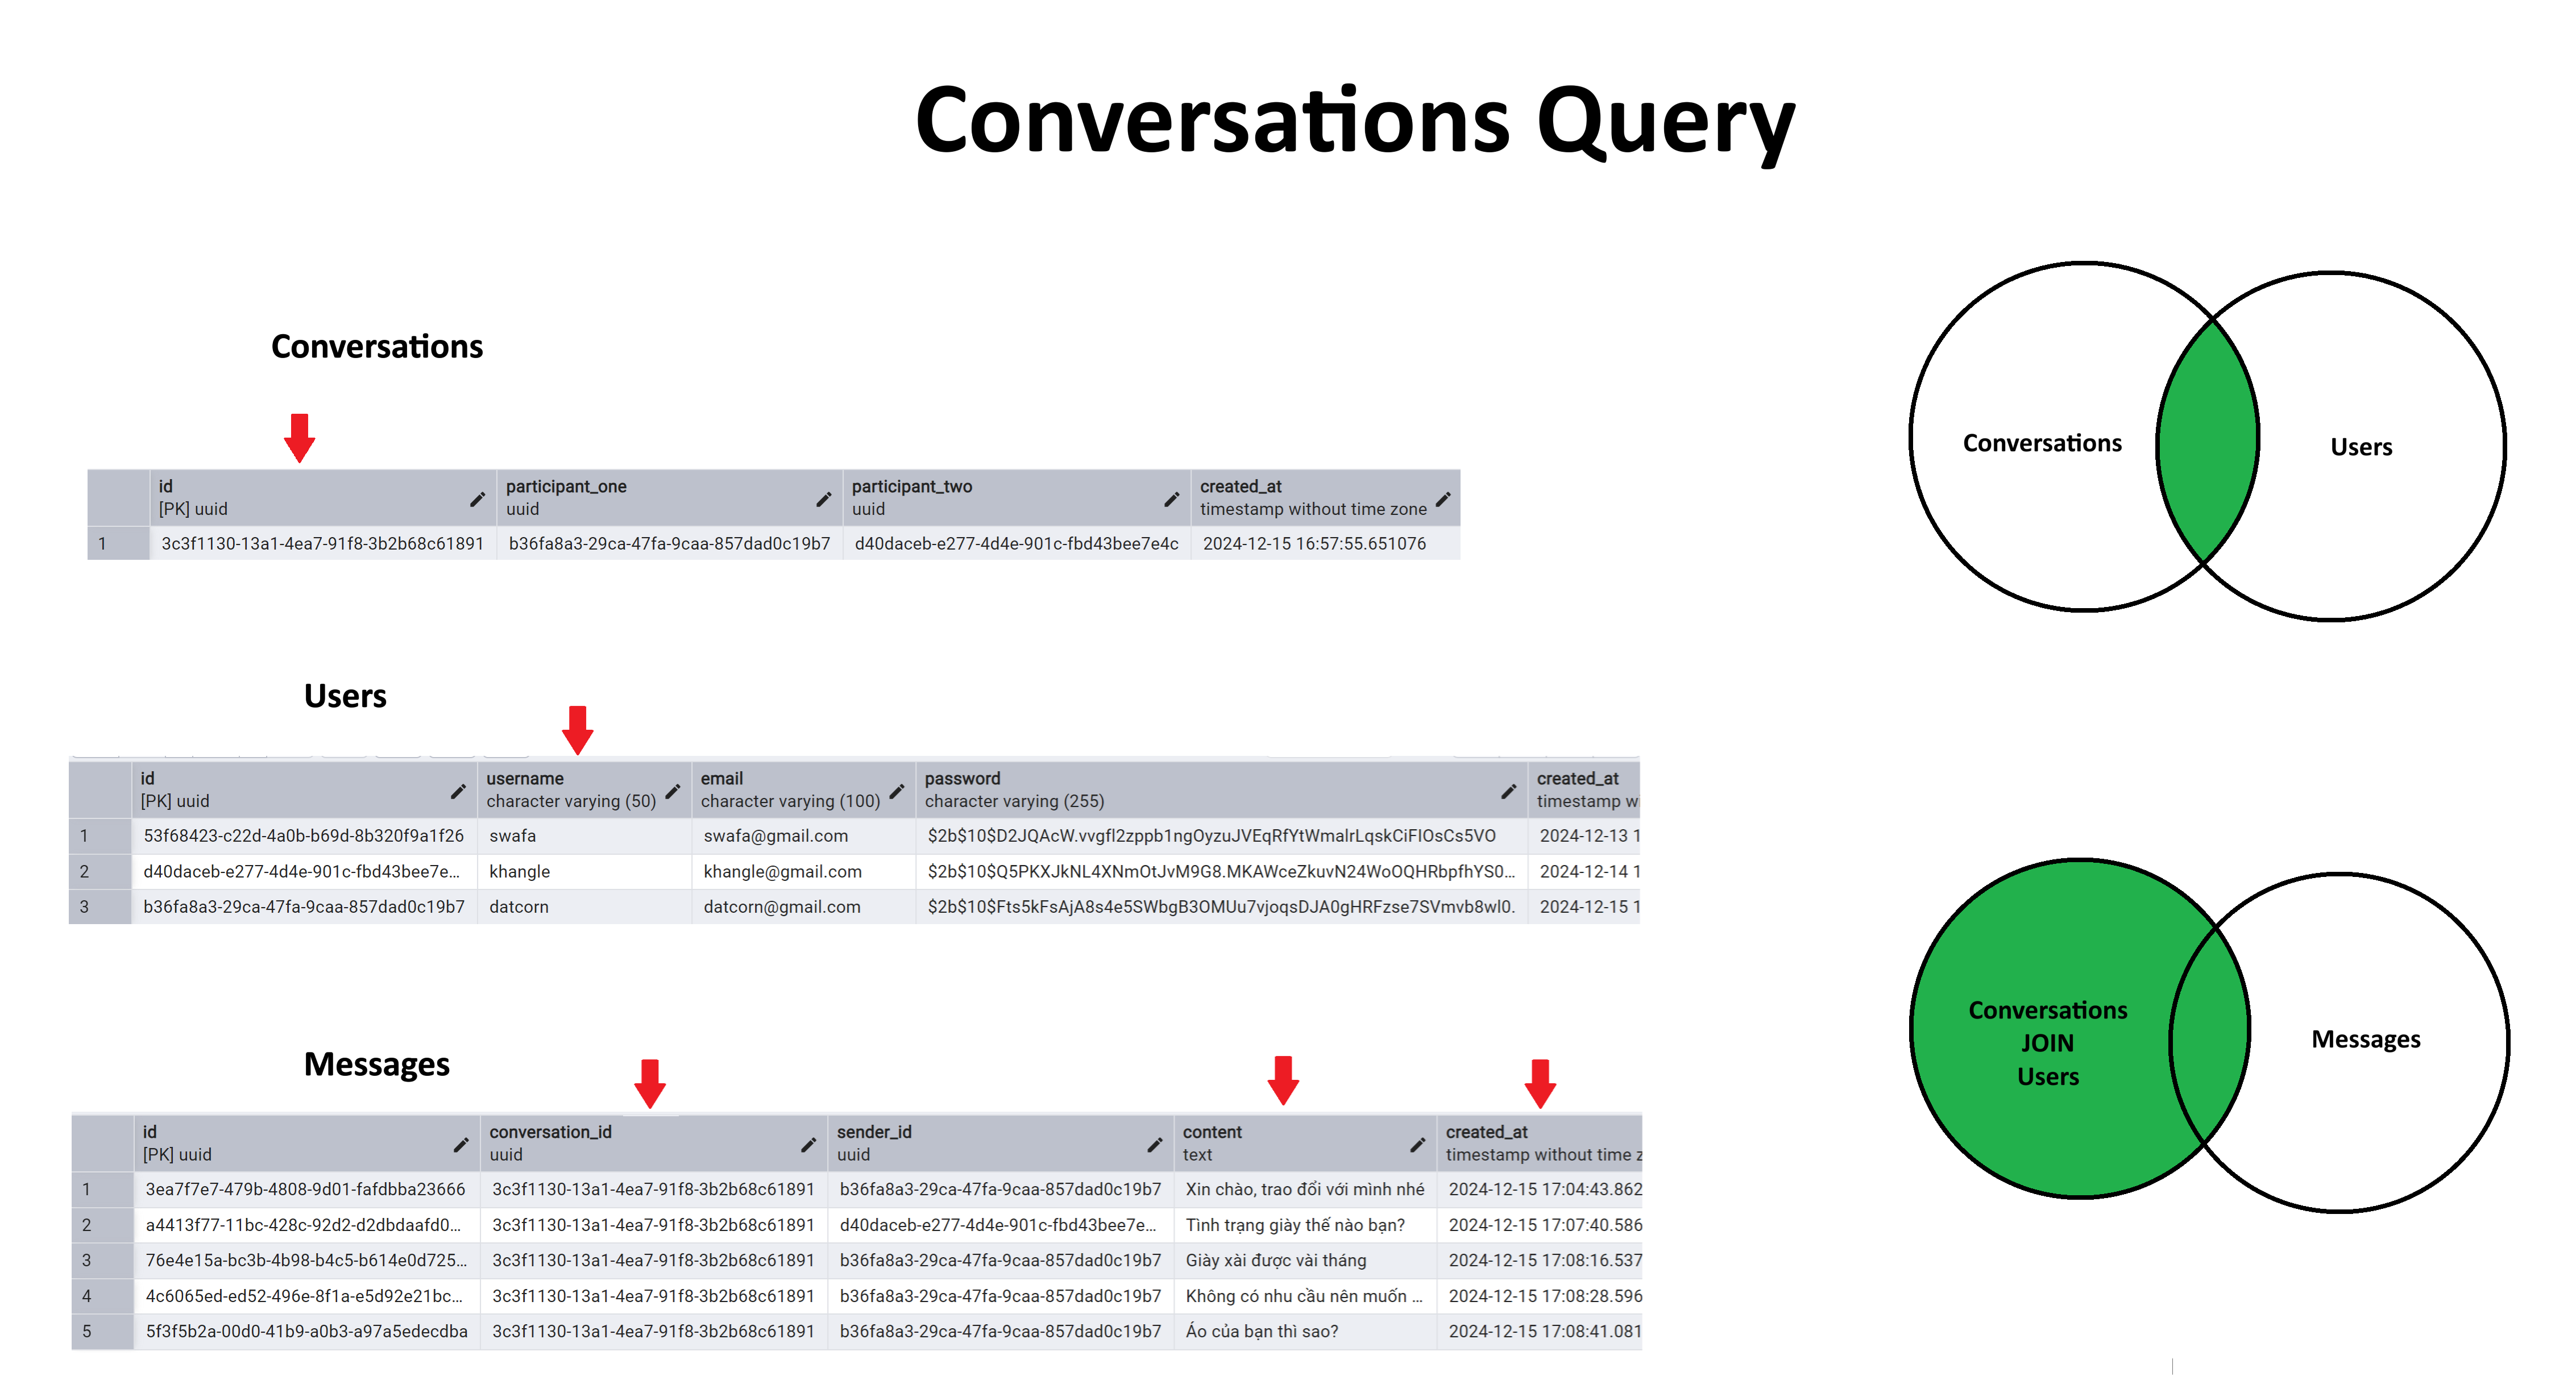 Conversations Query
Conversations
id participant_one participant_two created_at
[PK] uuid uuid uuid timestamp without time zone
1 3c3f1130-13a1-4ea7-91f8-3b2b68c61891 b36fa8a3-29ca-47fa-9caa-857dad0c19b7 d40daceb-e277-4d4e-901c-fbd43bee7e4c 2024-12-15 16:57:55.651076
Conversations Users
Users
id username email password created_at
[PK] uuid character varying (50) character varying (100) character varying (255) timestamp wi
1 53f68423-c22d-4a0b-b69d-8b320f9a1f26 swafa swafa@gmail.com $2b$10$D2JQAcW.vvgfl2zppb1ngOyzuJVEqRfYtWmalrLqskCiFIOsCs5VO 2024-12-13 1
2 d40daceb-e277-4d4e-901c-fbd43bee7e... khangle khangle@gmail.com $2b$10$Q5PKXJkNL4XNmOtJvM9G8.MKAWceZkuvN24WoOQHRbpfhYS0... 2024-12-14 1
3 b36fa8a3-29ca-47fa-9caa-857dad0c19b7 datcorn datcorn@gmail.com $2b$10$Fts5kFsAjA8s4e5SWbgB3OMUu7vjoqsDJA0gHRFzse7SVmvb8wl0. 2024-12-15 1
Messages
id conversation_id sender_id content created_at
[PK] uuid uuid uuid text timestamp without time z
1 3ea7f7e7-479b-4808-9d01-fafdbba23666 3c3f1130-13a1-4ea7-91f8-3b2b68c61891 b36fa8a3-29ca-47fa-9caa-857dad0c19b7 Xin chào, trao đổi với mình nhé 2024-12-15 17:04:43.862
2 a4413f77-11bc-428c-92d2-d2dbdaafd0... 3c3f1130-13a1-4ea7-91f8-3b2b68c61891 d40daceb-e277-4d4e-901c-fbd43bee7e... Tình trạng giày thế nào bạn? 2024-12-15 17:07:40.586
3 76e4e15a-bc3b-4b98-b4c5-b614e0d725... 3c3f1130-13a1-4ea7-91f8-3b2b68c61891 b36fa8a3-29ca-47fa-9caa-857dad0c19b7 Giày xài được vài tháng 2024-12-15 17:08:16.537
4 4c6065ed-ed52-496e-8f1a-e5d92e21bc... 3c3f1130-13a1-4ea7-91f8-3b2b68c61891 b36fa8a3-29ca-47fa-9caa-857dad0c19b7 Không có nhu cầu nên muốn ... 2024-12-15 17:08:28.596
5 5f3f5b2a-00d0-41b9-a0b3-a97a5edecdba 3c3f1130-13a1-4ea7-91f8-3b2b68c61891 b36fa8a3-29ca-47fa-9caa-857dad0c19b7 Áo của bạn thì sao? 2024-12-15 17:08:41.081
Conversations
JOIN
Users
Messages